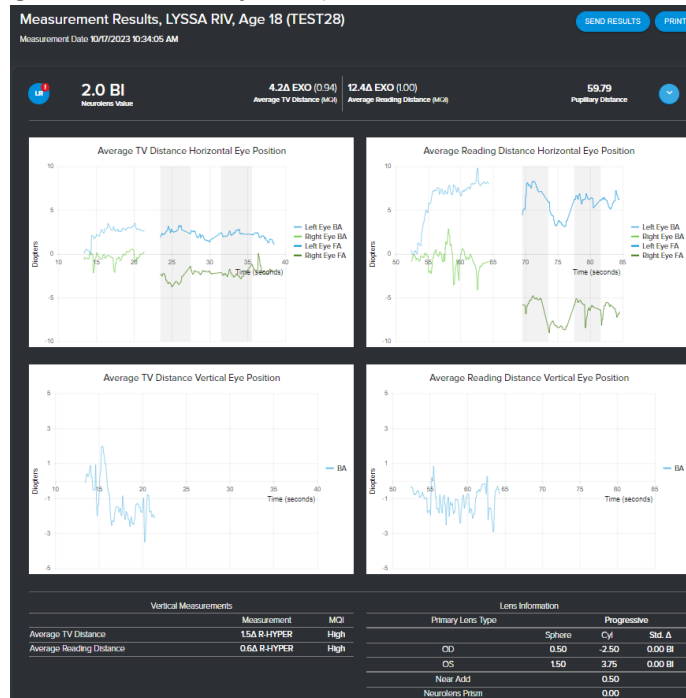 Measurement Results, LYSSA RIV, Age 18 (TEST28)
SEND RESULTS
PRINT
Measurement Date 10/17/2023 10:34:05 AM
LR
!
2.0 BI
Neurolens Value
4.2Δ EXO (0.94)
Average TV Distance (MQI)
12.4Δ EXO (1.00)
Average Reading Distance (MQI)
59.79
Pupillary Distance
Average TV Distance Horizontal Eye Position
10
5
0
-5
-10
Diopters
10 15 20 25 30 35 40
Time (seconds)
Left Eye BA
Right Eye BA
Left Eye FA
Right Eye FA
Average Reading Distance Horizontal Eye Position
10
5
0
-5
-10
Diopters
50 55 60 65 70 75 80 85
Time (seconds)
Left Eye BA
Right Eye BA
Left Eye FA
Right Eye FA
Average TV Distance Vertical Eye Position
5
3
1
-1
-3
-5
Diopters
10 15 20 25 30 35 40
Time (seconds)
BA
Average Reading Distance Vertical Eye Position
5
3
1
-1
-3
-5
Diopters
50 55 60 65 70 75 80 85
Time (seconds)
BA
Vertical Measurements
Measurement MQI
Average TV Distance 1.5Δ R-HYPER High
Average Reading Distance 0.6Δ R-HYPER High
Lens Information
Primary Lens Type Progressive
Sphere Cyl Std. Δ
OD 0.50 -2.50 0.00 BI
OS 1.50 3.75 0.00 BI
Near Add 0.50
Neurolens Prism 0.00